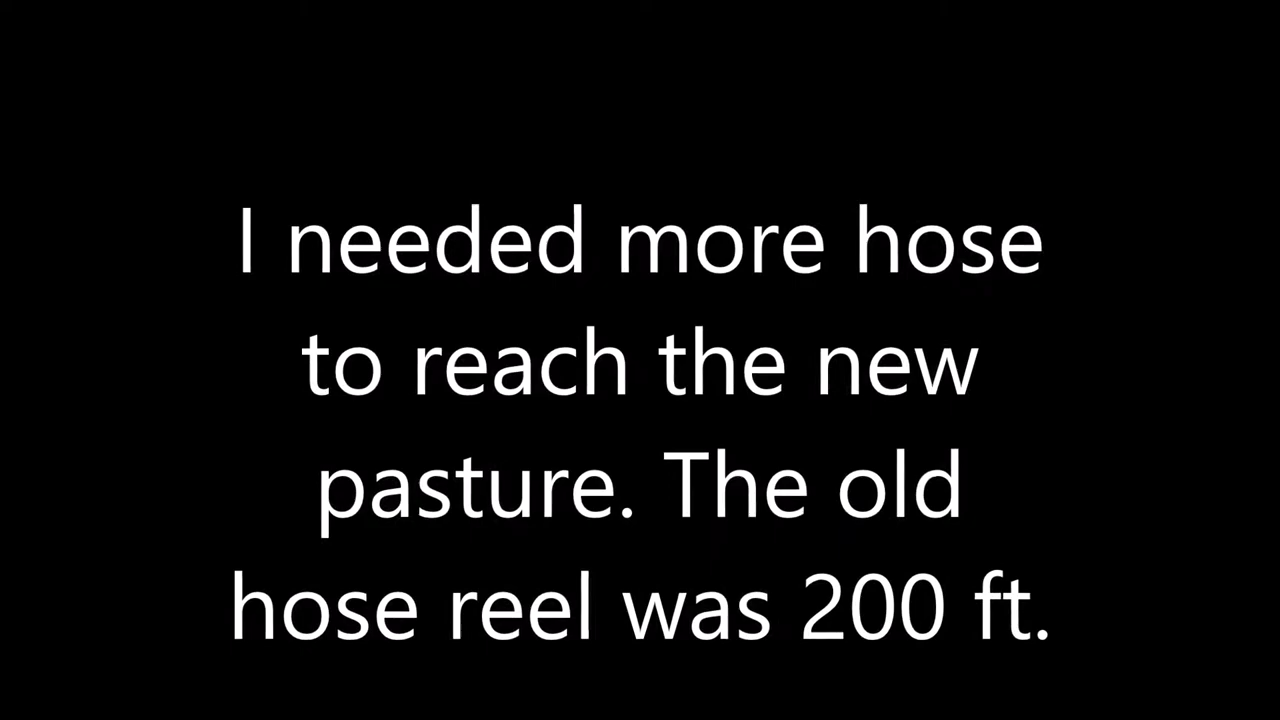 I needed more hose
to reach the new
pasture. The old
hose reel was 200 ft.